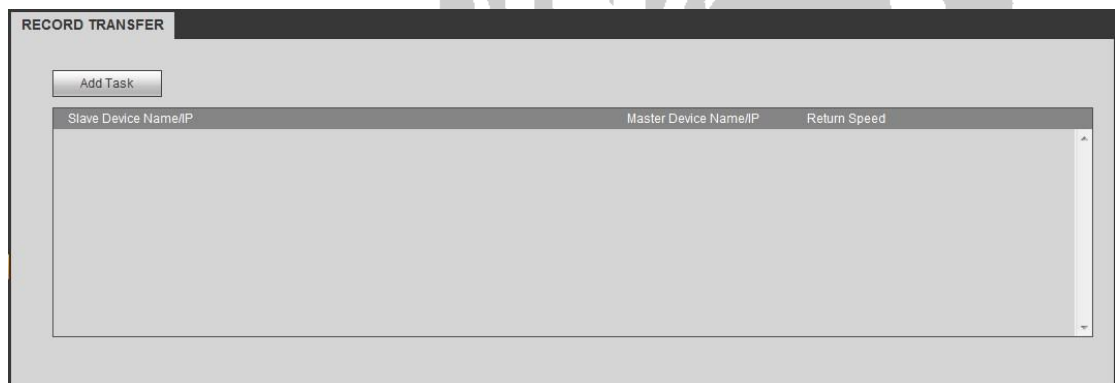 RECORD TRANSFER
Add Task
Slave Device Name/IP Master Device Name/IP Return Speed